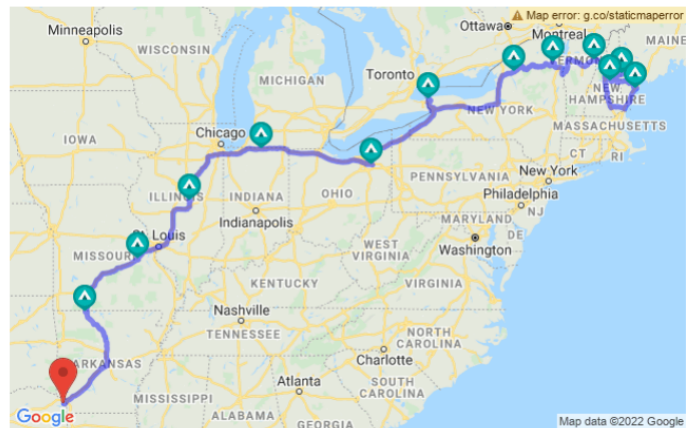 Map error: g.co/staticmaperror
Minneapolis
Ottawa
Montreal
MAINE
WISCONSIN
VERMONT
Toronto
MICHIGAN
NEW
HAMPSHIRE
NEW YORK
MASSACHUSETTS
IOWA
Chicago
CT
RI
ILLINOIS
INDIANA
OHIO
PENNSYLVANIA
New York
Philadelphia
Indianapolis
MARYLAND
NJ
St. Louis
DE
MISSOURI
WEST
VIRGINIA
Washington
KENTUCKY
VIRGINIA
Nashville
TENNESSEE
NORTH
CAROLINA
ARKANSAS
Charlotte
MISSISSIPPI
Atlanta
SOUTH
CAROLINA
ALABAMA
GEORGIA
Google
Map data ©2022 Google